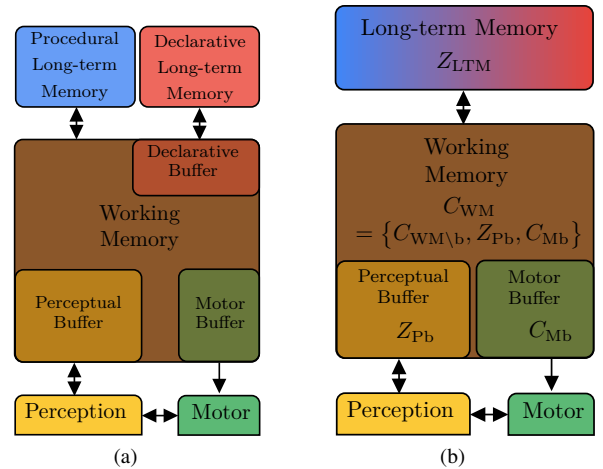 Procedural
Long-term
Memory
Declarative
Long-term
Memory
Declarative
Buffer
Working
Memory
Perceptual
Buffer
Motor
Buffer
Perception
Motor
(a)
Long-term Memory
Z_LTM
Working
Memory
C_WM
= {C_WM\b, Z_Pb, C_Mb}
Perceptual
Buffer
Z_Pb
Motor
Buffer
C_Mb
Perception
Motor
(b)